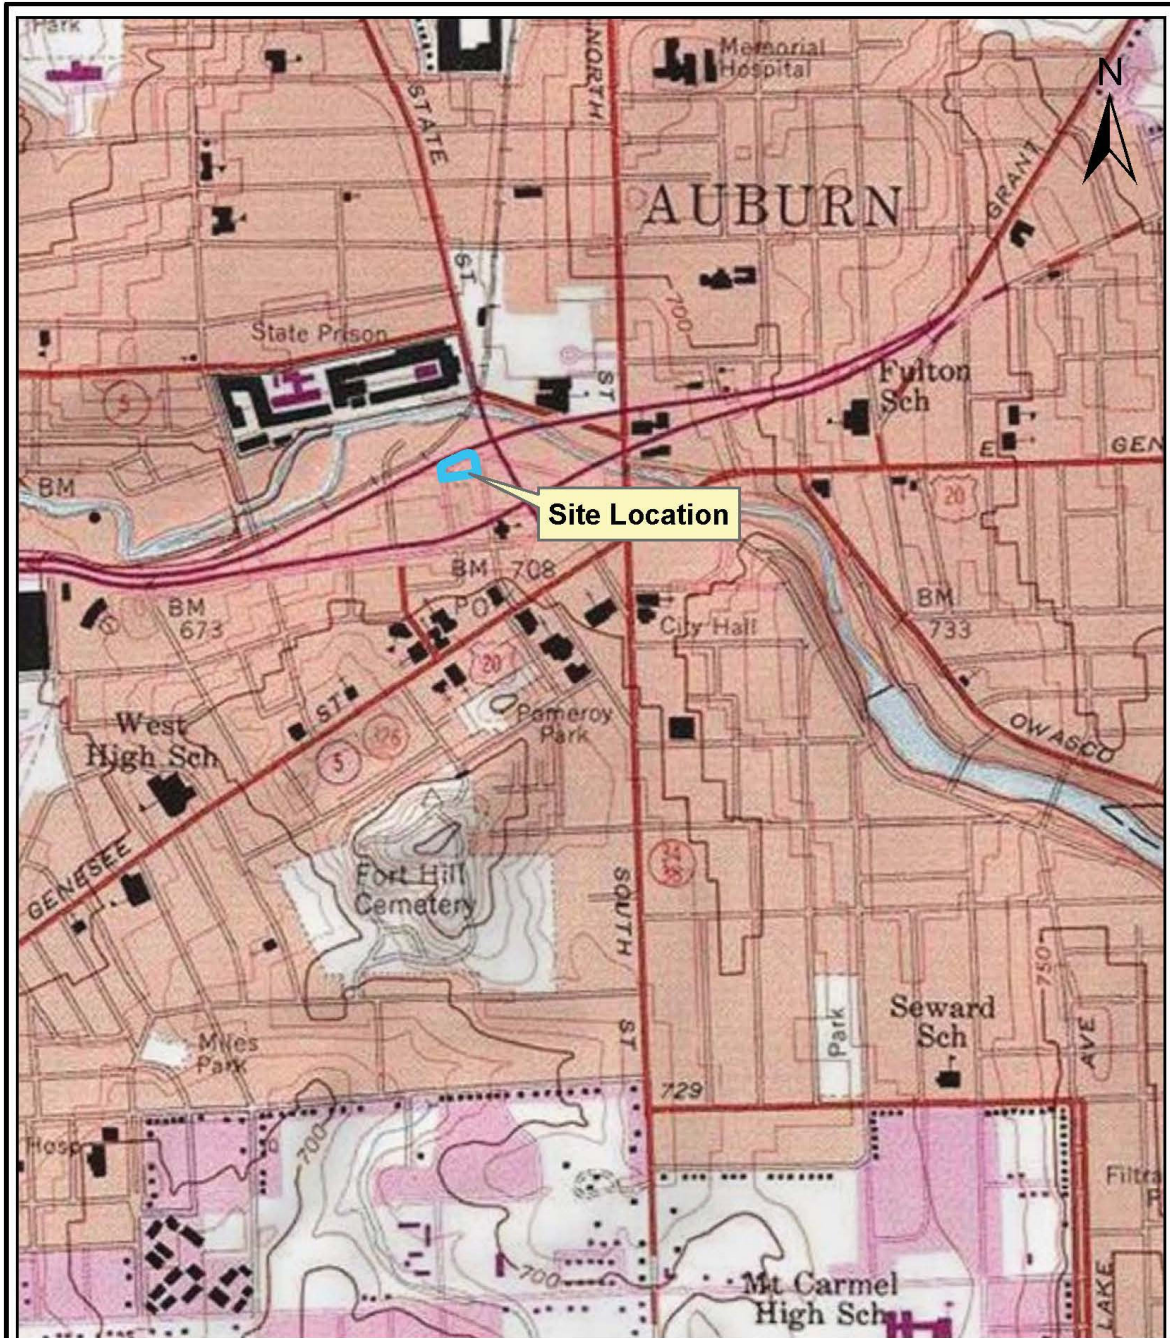 Park
STATE
NORTH
Memorial
Hospital
N
GRANT
AUBURN
ST
700
State Prison
5
ST
Fulton
Sch
E
GEN
BM
20
Site Location
BM 708
BM
673
PO
City Hall
BM
733
20
ST
Pomeroy
Park
West
High Sch
5
326
OWASCO
GENESEE
Fort Hill
Cemetery
SOUTH
750
Seward
Sch
ST
Park
AVE
Miles
Park
729
Hosp
700
Filtra
P
700
Mt Carmel
High Sch
LAKE